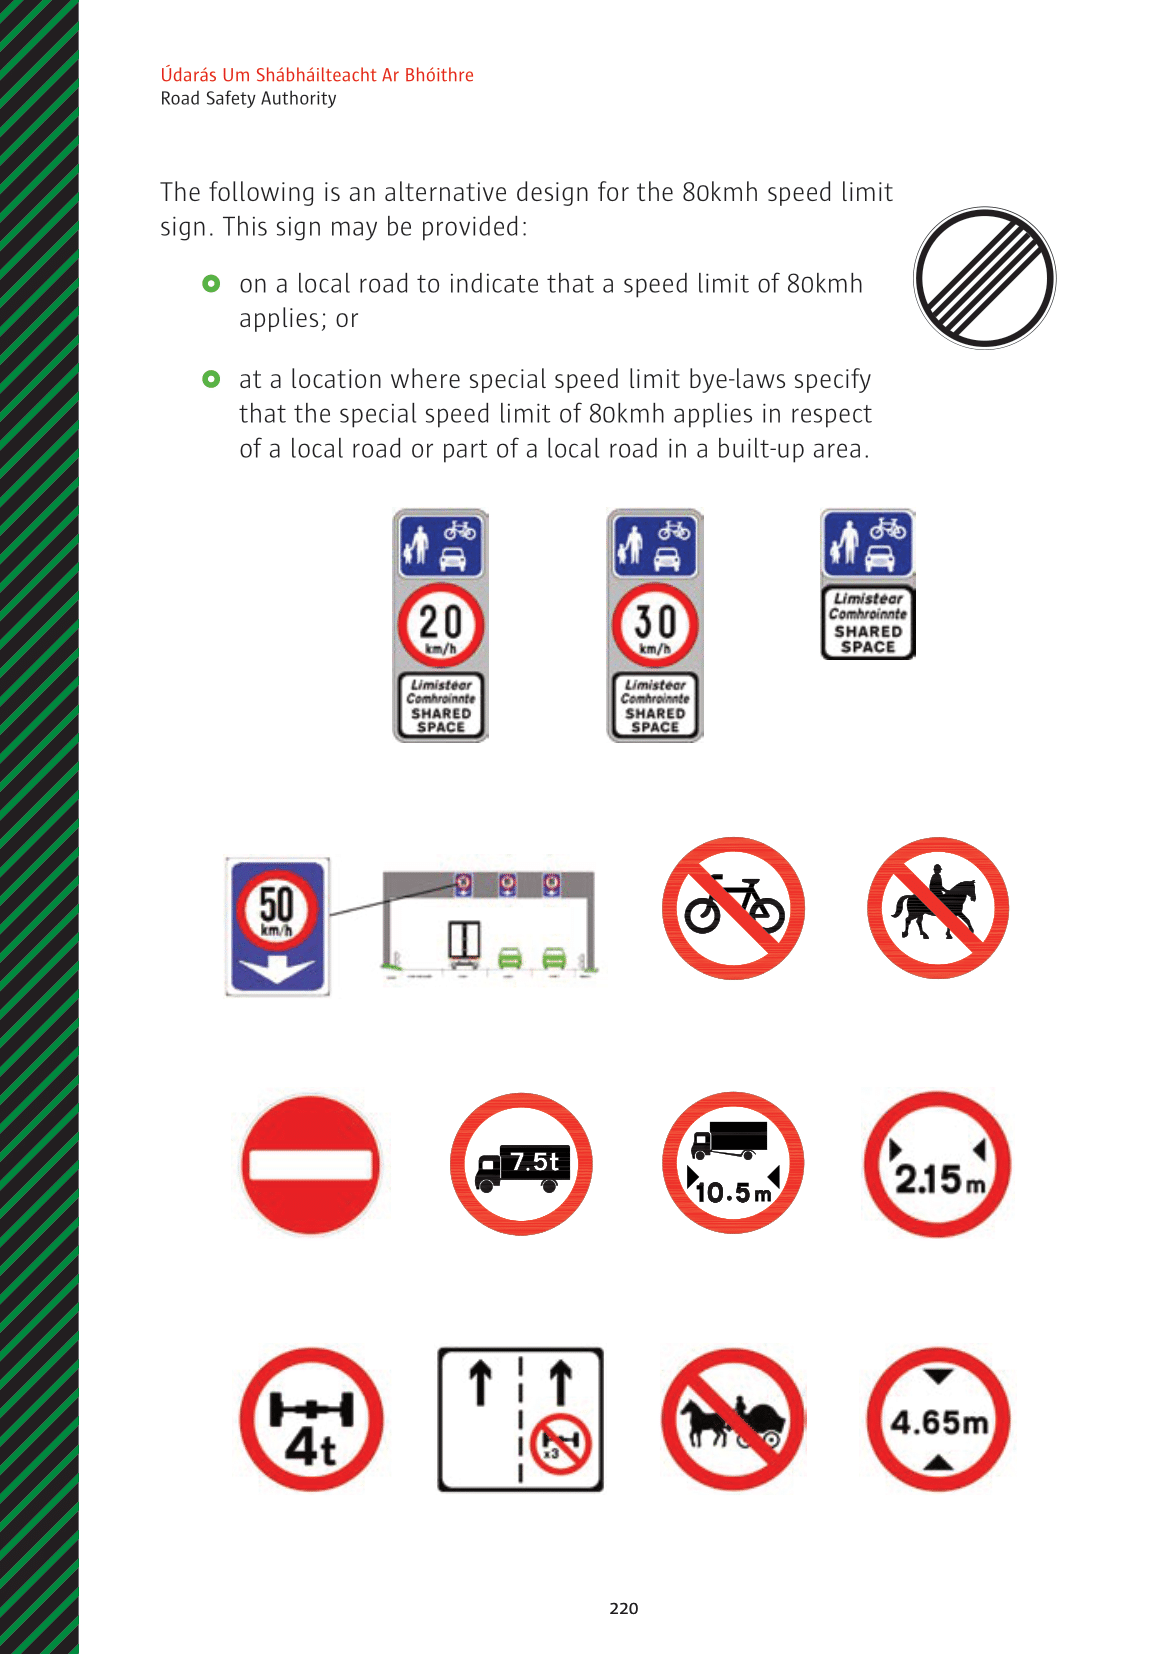 Údarás Um Shábháilteacht Ar Bhóithre
Road Safety Authority
The following is an alternative design for the 80kmh speed limit
sign. This sign may be provided:
on a local road to indicate that a speed limit of 80kmh
applies; or
at a location where special speed limit bye-laws specify
that the special speed limit of 80kmh applies in respect
of a local road or part of a local road in a built-up area.
20
km/h
Limistear
Comhroinnte
SHARED
SPACE
30
km/h
Limistear
Comhroinnte
SHARED
SPACE
Limistear
Comhroinnte
SHARED
SPACE
50
km/h
7.5t
10.5m
2.15m
4t
x3
4.65m
220